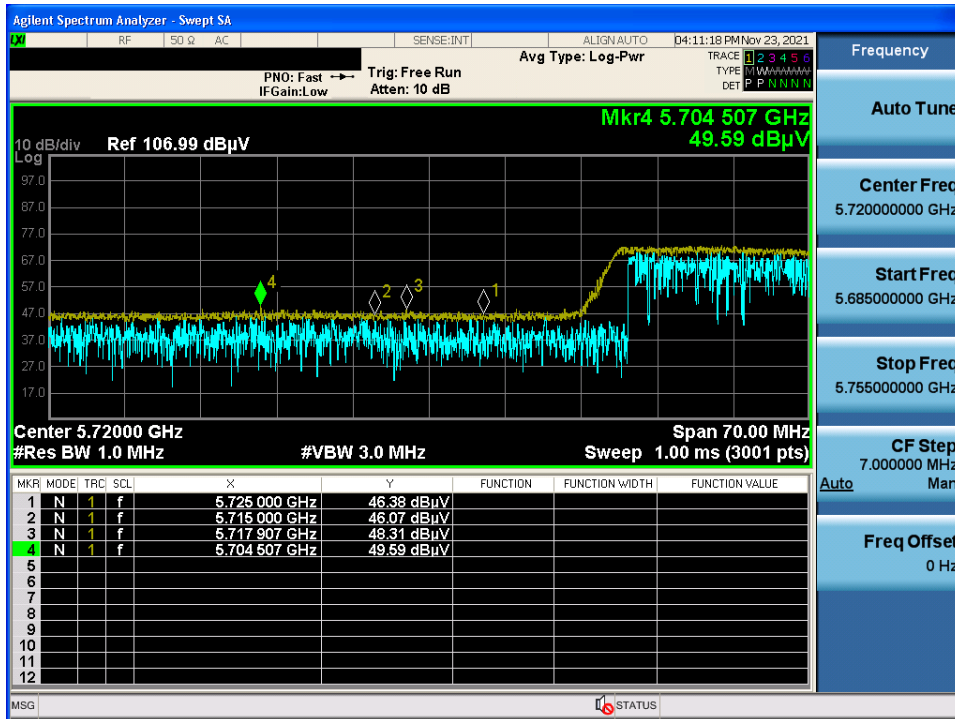 Agilent Spectrum Analyzer - Swept SA
LXI RF 50 Ω AC SENSE:INT ALIGN AUTO 04:11:18 PM Nov 23, 2021
Frequency
Avg Type: Log-Pwr
TRACE 1 2 3 4 5 6
PNO: Fast Trig: Free Run
TYPE M WWWWW
IFGain:Low Atten: 10 dB
DET P P N N N N
Auto Tune
Mkr4 5.704 507 GHz
49.59 dBµV
10 dB/div Ref 106.99 dBµV
Log
97.0
87.0
77.0
67.0
57.0
47.0
37.0
27.0
17.0
4
2
3
1
Center Freq
5.720000000 GHz
Start Freq
5.685000000 GHz
Stop Freq
5.755000000 GHz
Center 5.72000 GHz Span 70.00 MHz
#Res BW 1.0 MHz #VBW 3.0 MHz Sweep 1.00 ms (3001 pts)
CF Step
7.000000 MHz
Auto Man
MKR MODE TRC SCL X Y FUNCTION FUNCTION WIDTH FUNCTION VALUE
1 N 1 f 5.725 000 GHz 46.38 dBµV
2 N 1 f 5.715 000 GHz 46.07 dBµV
3 N 1 f 5.717 907 GHz 48.31 dBµV
4 N 1 f 5.704 507 GHz 49.59 dBµV
5
6
7
8
9
10
11
12
Freq Offset
0 Hz
MSG STATUS